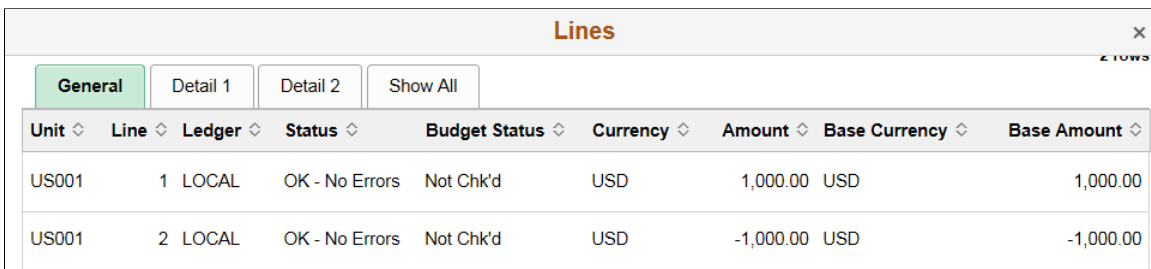 Lines
×
2 rows
General Detail 1 Detail 2 Show All
Unit Line Ledger Status Budget Status Currency Amount Base Currency Base Amount
US001 1 LOCAL OK - No Errors Not Chk'd USD 1,000.00 USD 1,000.00
US001 2 LOCAL OK - No Errors Not Chk'd USD -1,000.00 USD -1,000.00